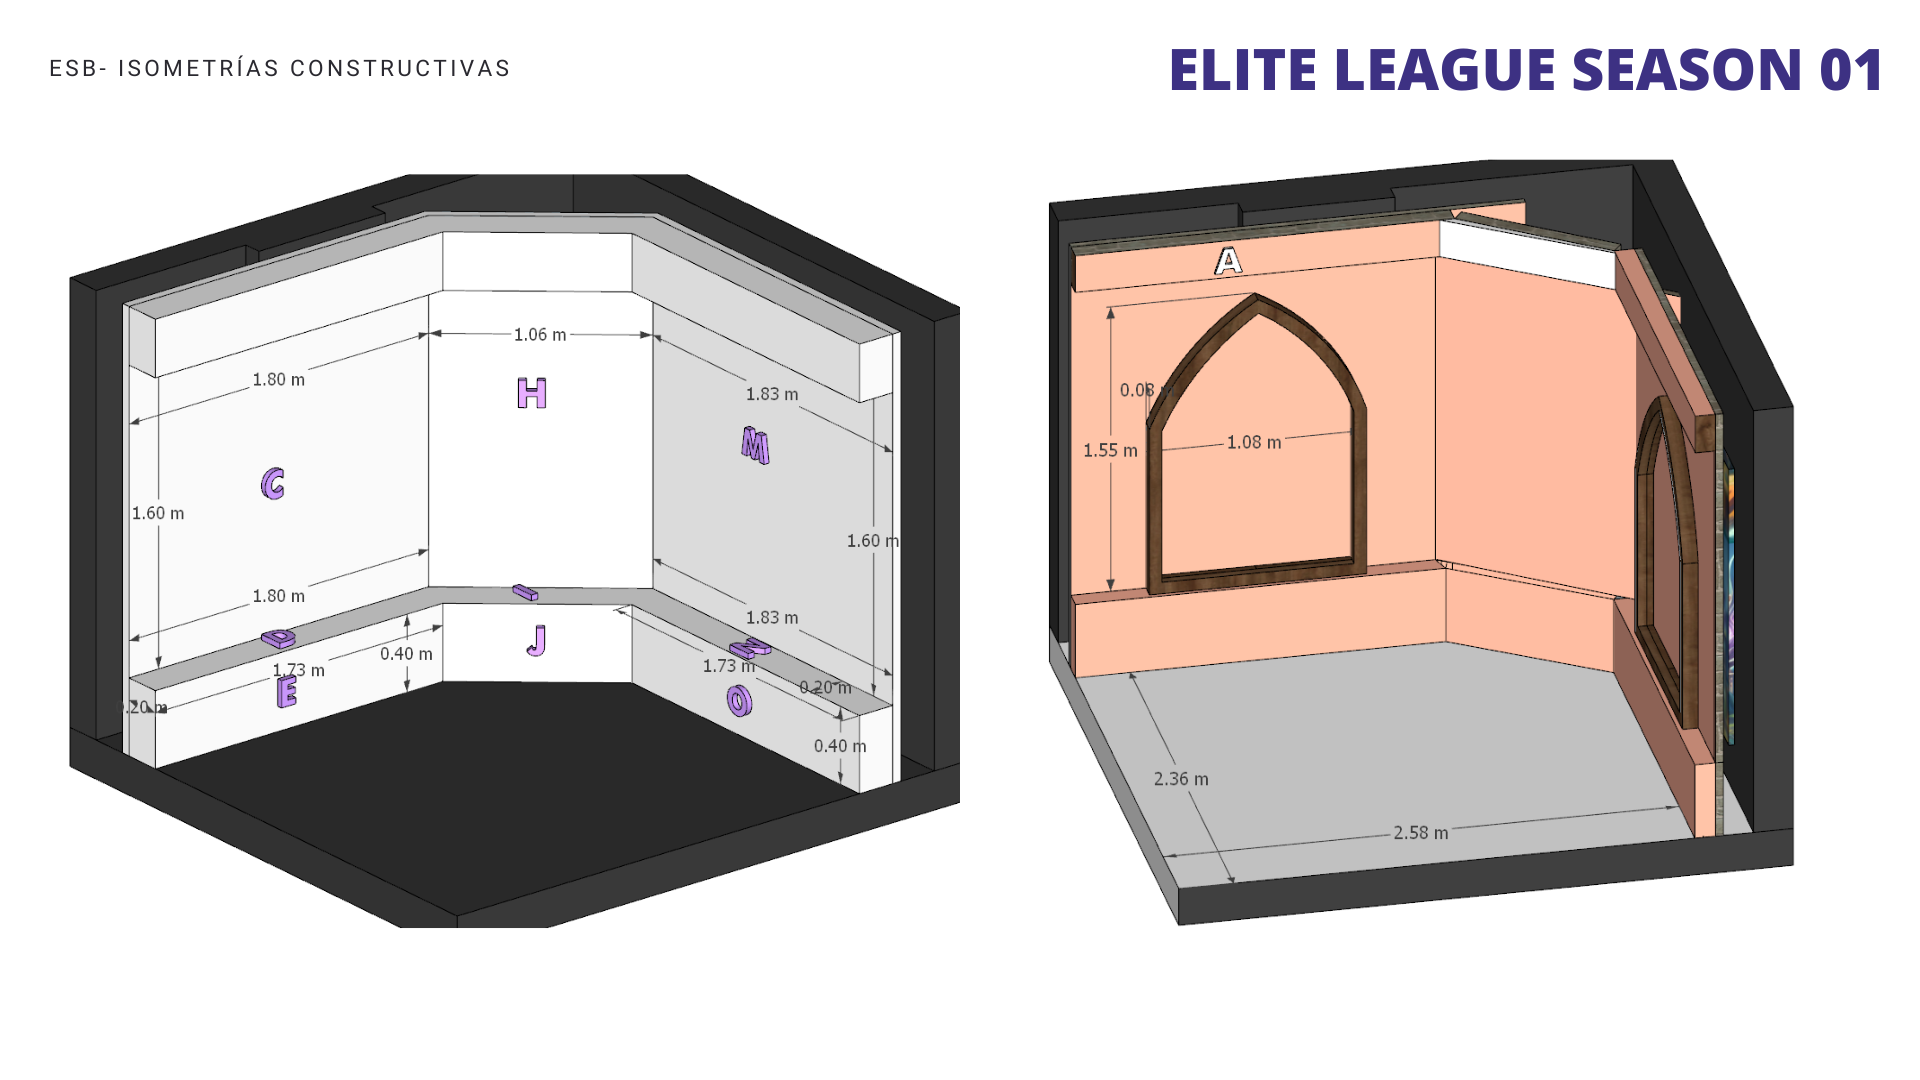 ESB- ISOMETRÍAS CONSTRUCTIVAS
ELITE LEAGUE SEASON 01
1.06 m
H
1.80 m
1.83 m
M
C
1.60 m
1.60 m
1.80 m
I
1.83 m
D
J
N
0.40 m
1.73 m
1.73 m
E
0.20 m
O
.20 m
0.40 m
A
0.08
1.08 m
1.55 m
2.36 m
2.58 m